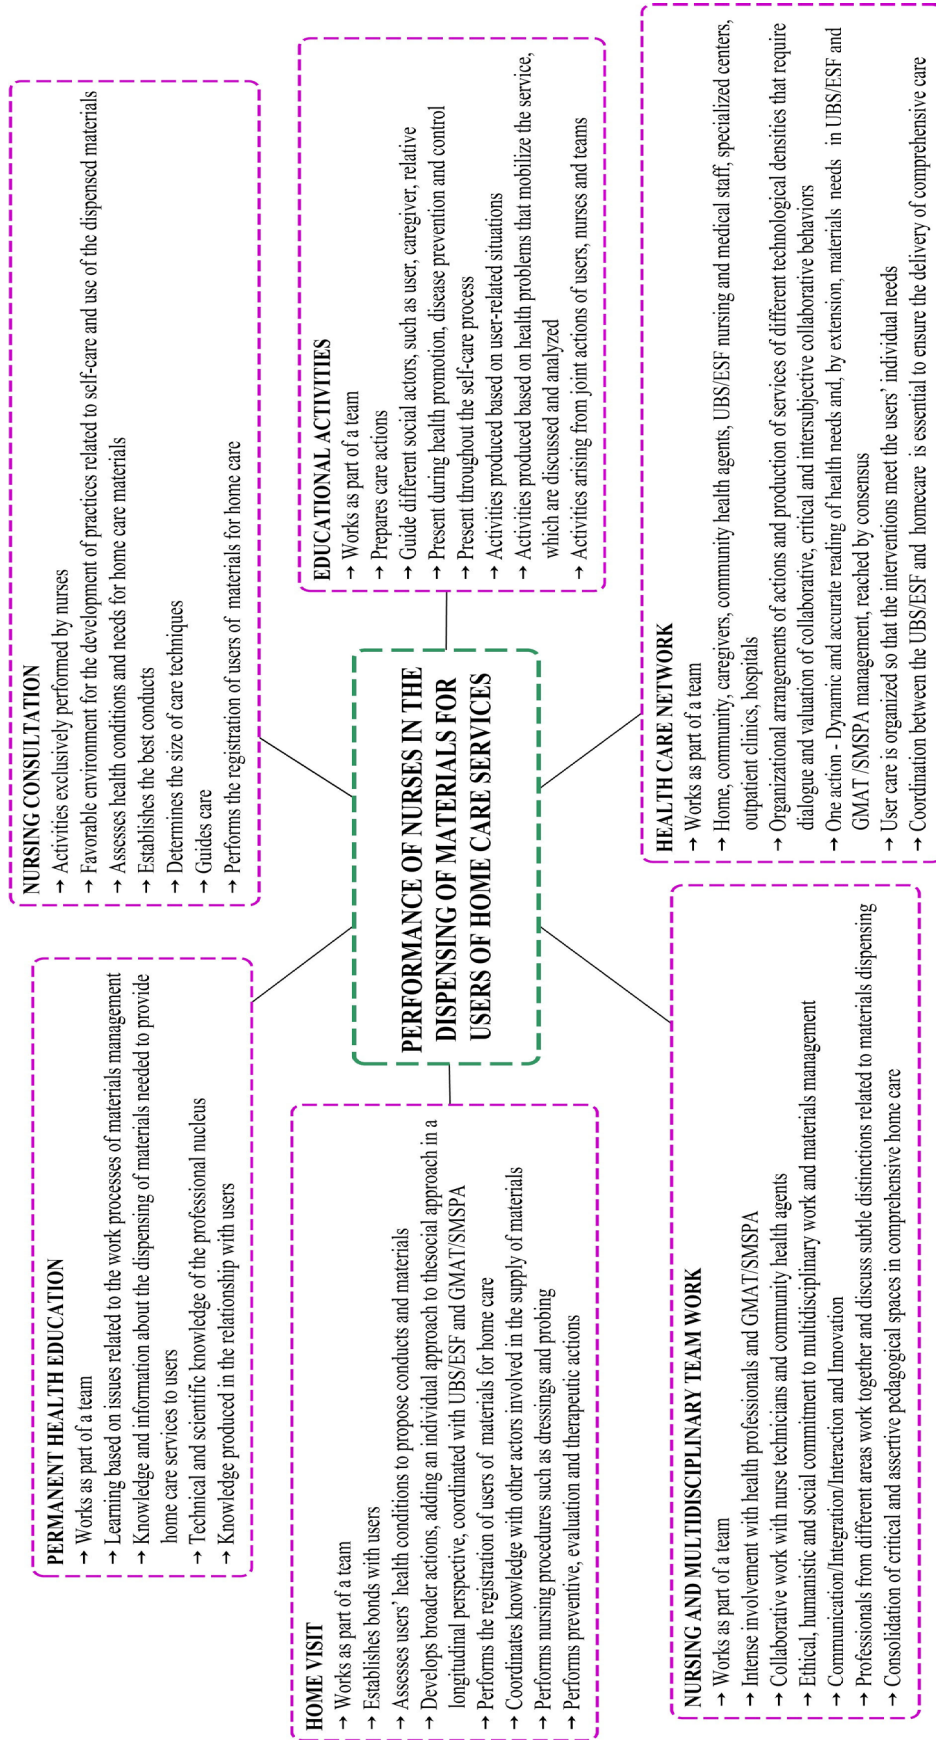 PERMANENT HEALTH EDUCATION
→ Works as part of a team
→ Learning based on issues related to the work processes of materials management
→ Knowledge and information about the dispensing of materials needed to provide
home care services to users
→ Technical and scientific knowledge of the professional nucleus
→ Knowledge produced in the relationship with users
NURSING CONSULTATION
→ Activities exclusively performed by nurses
→ Favorable environment for the development of practices related to self-care and use of the dispensed materials
→ Assesses health conditions and needs for home care materials
→ Establishes the best conducts
→ Determines the size of care techniques
→ Guides care
→ Performs the registration of users of materials for home care
HOME VISIT
→ Works as part of a team
→ Establishes bonds with users
→ Assesses users' health conditions to propose conducts and materials
→ Develops broader actions, adding an individual approach to thesocial approach in a
longitudinal perspective, coordinated with UBS/ESF and GMAT/SMSPA
→ Performs the registration of users of materials for home care
→ Coordinates knowledge with other actors involved in the supply of materials
→ Performs nursing procedures such as dressings and probing
→ Performs preventive, evaluation and therapeutic actions
PERFORMANCE OF NURSES IN THE
DISPENSING OF MATERIALS FOR
USERS OF HOME CARE SERVICES
EDUCATIONAL ACTIVITIES
→ Works as part of a team
→ Prepares care actions
→ Guide different social actors, such as user, caregiver, relative
→ Present during health promotion, disease prevention and control
→ Present throughout the self-care process
→ Activities produced based on user-related situations
→ Activities produced based on health problems that mobilize the service,
which are discussed and analyzed
→ Activities arising from joint actions of users, nurses and teams
NURSING AND MULTIDISCIPLINARY TEAM WORK
→ Works as part of a team
→ Intense involvement with health professionals and GMAT/SMSPA
→ Collaborative work with nurse technicians and community health agents
→ Ethical, humanistic and social commitment to multidisciplinary work and materials management
→ Communication/Integration/Interaction and Innovation
→ Professionals from different areas work together and discuss subtle distinctions related to materials dispensing
→ Consolidation of critical and assertive pedagogical spaces in comprehensive home care
HEALTH CARE NETWORK
→ Works as part of a team
→ Home, community, caregivers, community health agents, UBS/ESF nursing and medical staff, specialized centers,
outpatient clinics, hospitals
→ Organizational arrangements of actions and production of services of different technological densities that require
dialogue and valuation of collaborative, critical and intersubjective collaborative behaviors
→ One action - Dynamic and accurate reading of health needs and, by extension, materials needs in UBS/ESF and
GMAT /SMSPA management, reached by consensus
→ User care is organized so that the interventions meet the users' individual needs
→ Coordination between the UBS/ESF and homecare is essential to ensure the delivery of comprehensive care